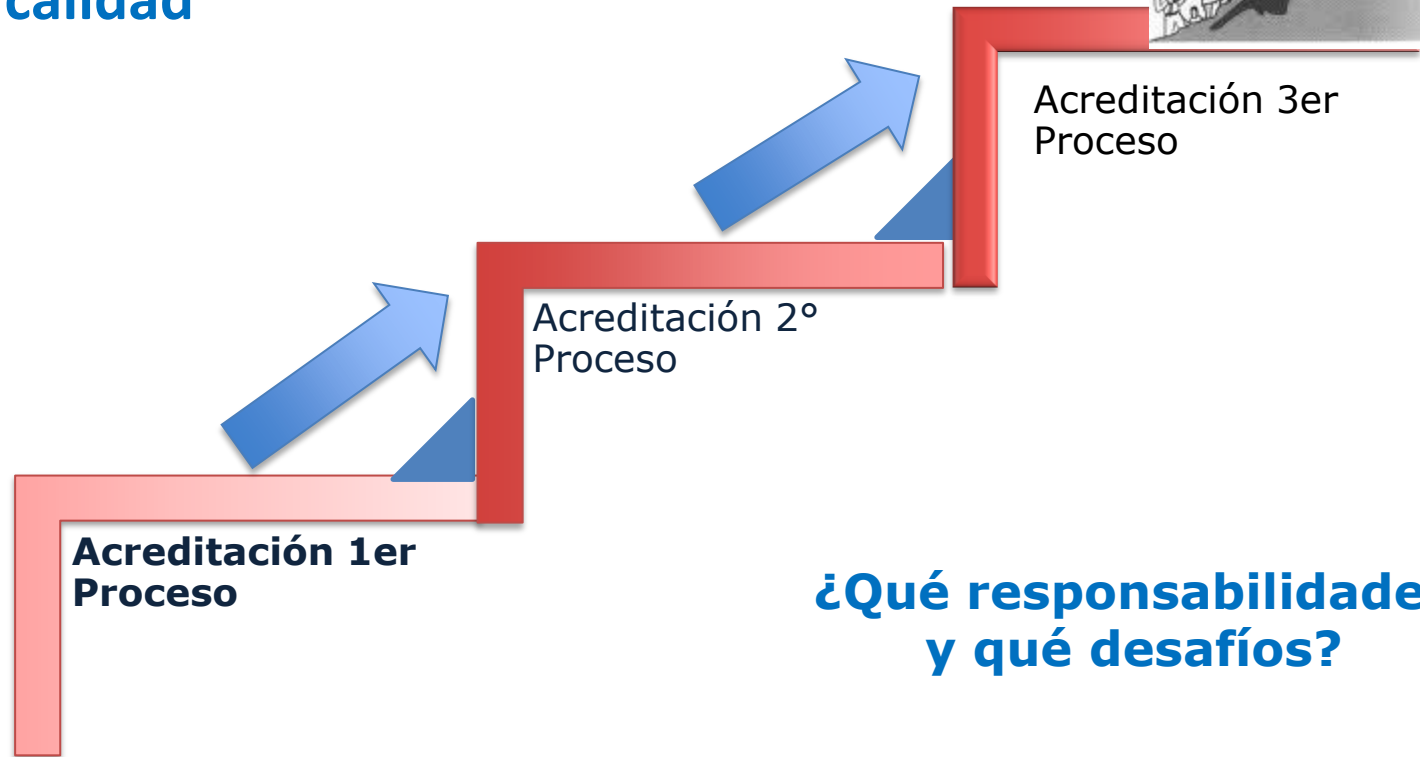 calidad
Acreditación 3er
Proceso
Acreditación 2°
Proceso
Acreditación 1er
Proceso
¿Qué responsabilidade
y qué desafíos?